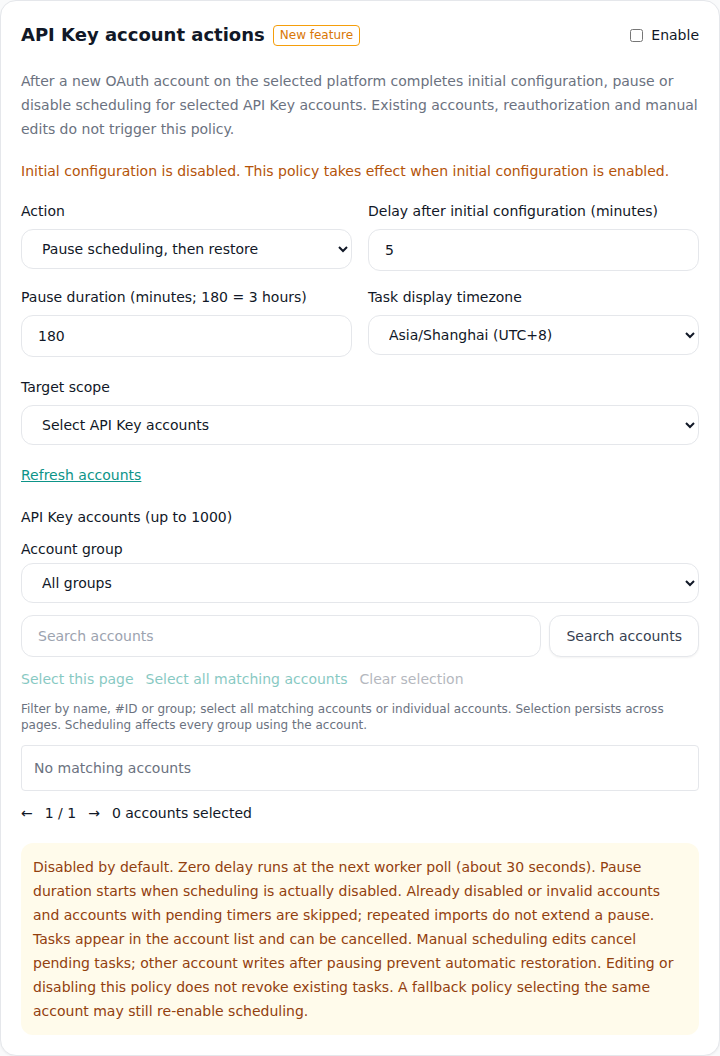 API Key account actions New feature Enable
After a new OAuth account on the selected platform completes initial configuration, pause or
disable scheduling for selected API Key accounts. Existing accounts, reauthorization and manual
edits do not trigger this policy.
Initial configuration is disabled. This policy takes effect when initial configuration is enabled.
Action Delay after initial configuration (minutes)
Pause scheduling, then restore 5
Pause duration (minutes; 180 = 3 hours) Task display timezone
180 Asia/Shanghai (UTC+8)
Target scope
Select API Key accounts
Refresh accounts
API Key accounts (up to 1000)
Account group
All groups
Search accounts Search accounts
Select this page Select all matching accounts Clear selection
Filter by name, #ID or group; select all matching accounts or individual accounts. Selection persists across
pages. Scheduling affects every group using the account.
No matching accounts
← 1 / 1 → 0 accounts selected
Disabled by default. Zero delay runs at the next worker poll (about 30 seconds). Pause
duration starts when scheduling is actually disabled. Already disabled or invalid accounts
and accounts with pending timers are skipped; repeated imports do not extend a pause.
Tasks appear in the account list and can be cancelled. Manual scheduling edits cancel
pending tasks; other account writes after pausing prevent automatic restoration. Editing or
disabling this policy does not revoke existing tasks. A fallback policy selecting the same
account may still re-enable scheduling.